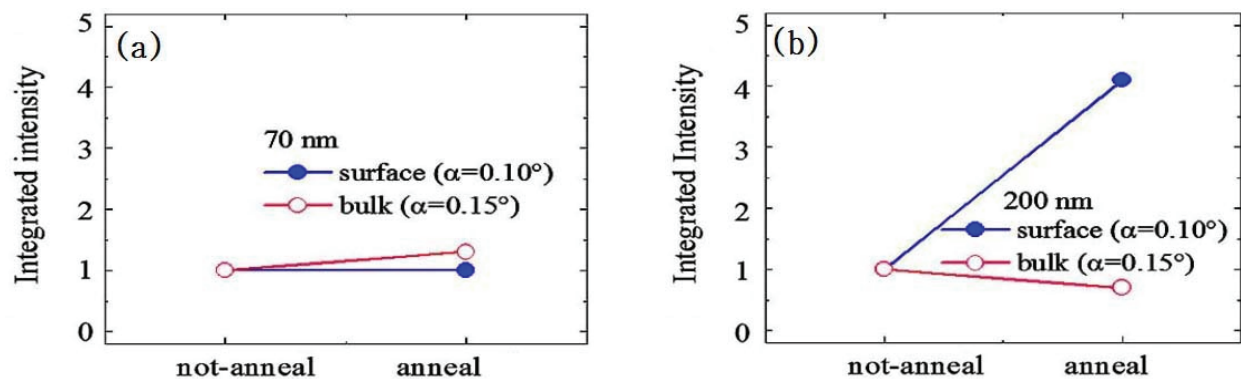 (a)
Integrated intensity
5
4
3
2
1
0
70 nm
surface (α=0.10°)
bulk (α=0.15°)
not-anneal
anneal
(b)
Integrated Intensity
5
4
3
2
1
0
200 nm
surface (α=0.10°)
bulk (α=0.15°)
not-anneal
anneal